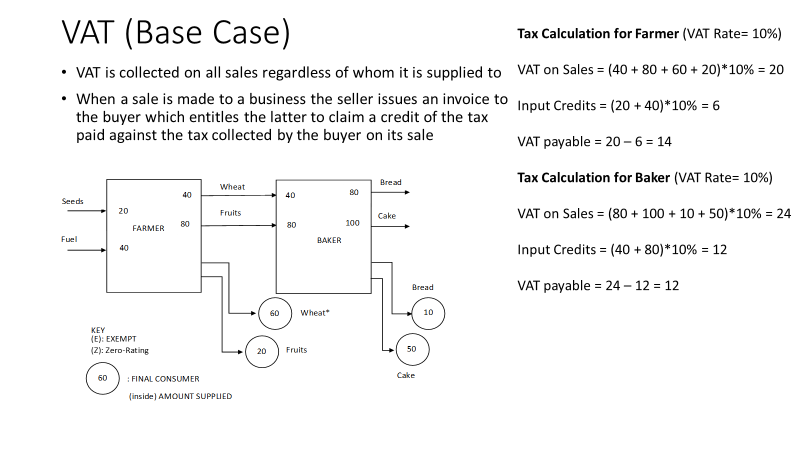 VAT (Base Case)
• VAT is collected on all sales regardless of whom it is supplied to
• When a sale is made to a business the seller issues an invoice to
the buyer which entitles the latter to claim a credit of the tax
paid against the tax collected by the buyer on its sale
Seeds
20
Fuel
40
FARMER
40
80
Wheat
Fruits
40
80
BAKER
80
100
Bread
Cake
60
Wheat*
20
Fruits
Bread
10
50
Cake
KEY
(E): EXEMPT
(Z): Zero-Rating
60
: FINAL CONSUMER
(inside) AMOUNT SUPPLIED
Tax Calculation for Farmer (VAT Rate= 10%)
VAT on Sales = (40 + 80 + 60 + 20)*10% = 20
Input Credits = (20 + 40)*10% = 6
VAT payable = 20 – 6 = 14
Tax Calculation for Baker (VAT Rate= 10%)
VAT on Sales = (80 + 100 + 10 + 50)*10% = 24
Input Credits = (40 + 80)*10% = 12
VAT payable = 24 – 12 = 12